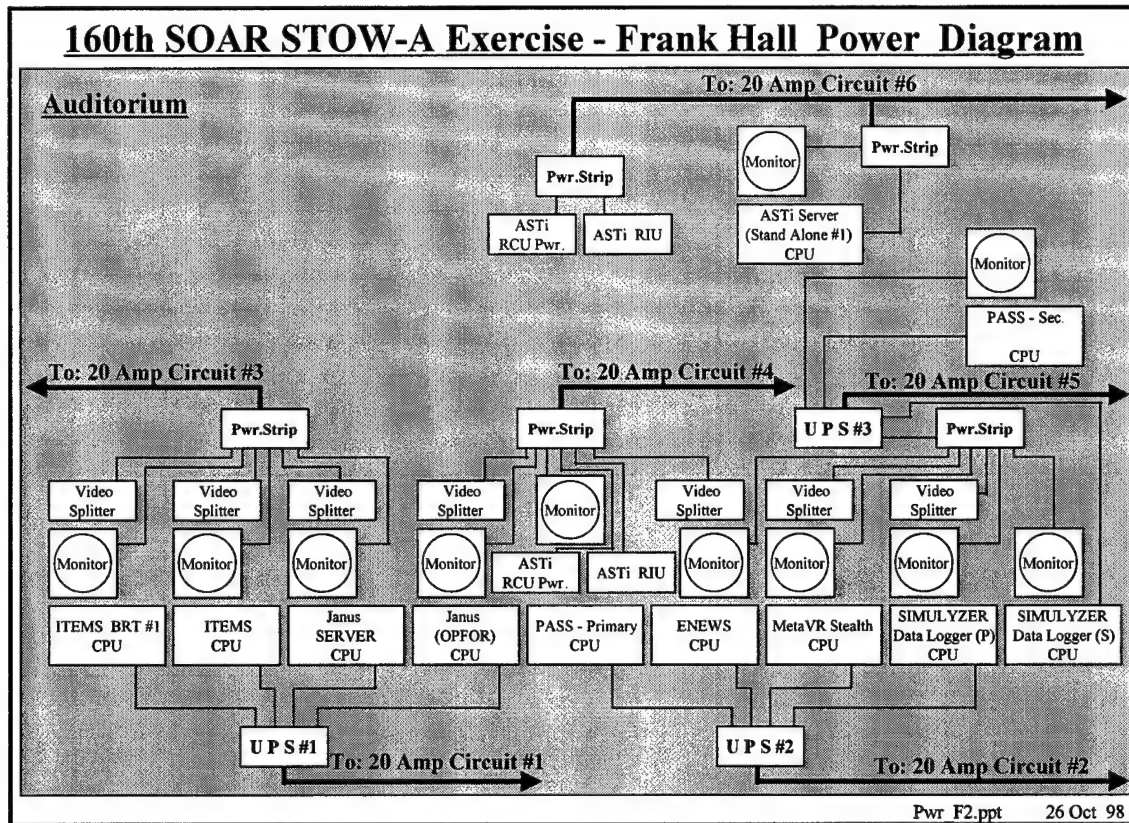 160th SOAR STOW-A Exercise - Frank Hall Power Diagram
Auditorium
To: 20 Amp Circuit #6
Pwr.Strip
Monitor
Pwr.Strip
ASTi
RCU Pwr.
ASTi RIU
ASTi Server
(Stand Alone #1)
CPU
Monitor
PASS - Sec.
CPU
To: 20 Amp Circuit #3
To: 20 Amp Circuit #4
To: 20 Amp Circuit #5
Pwr.Strip
Pwr.Strip
U P S #3
Pwr.Strip
Video
Splitter
Video
Splitter
Video
Splitter
Video
Splitter
Monitor
Video
Splitter
Video
Splitter
Video
Splitter
Monitor
Monitor
Monitor
Monitor
ASTi
RCU Pwr.
ASTi RIU
Monitor
Monitor
Monitor
Monitor
ITEMS BRT #1
CPU
ITEMS
CPU
Janus
SERVER
CPU
Janus
(OPFOR)
CPU
PASS - Primary
CPU
ENEWS
CPU
MetaVR Stealth
CPU
SIMULYZER
Data Logger (P)
CPU
SIMULYZER
Data Logger (S)
CPU
U P S #1
To: 20 Amp Circuit #1
U P S #2
To: 20 Amp Circuit #2
Pwr_F2.ppt 26 Oct 98